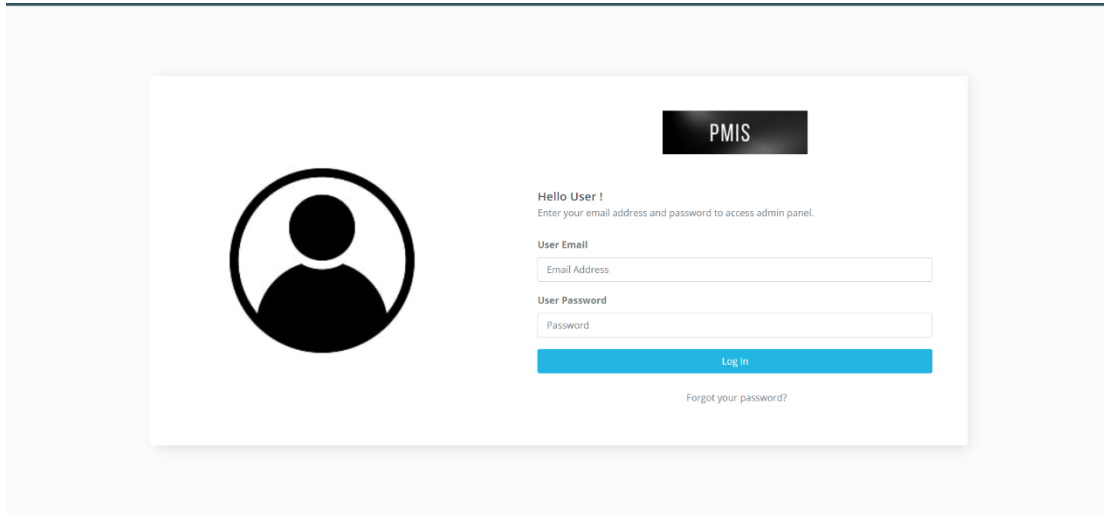 PMIS
Hello User !
Enter your email address and password to access admin panel.
User Email
Email Address
User Password
Password
Log In
Forgot your password?